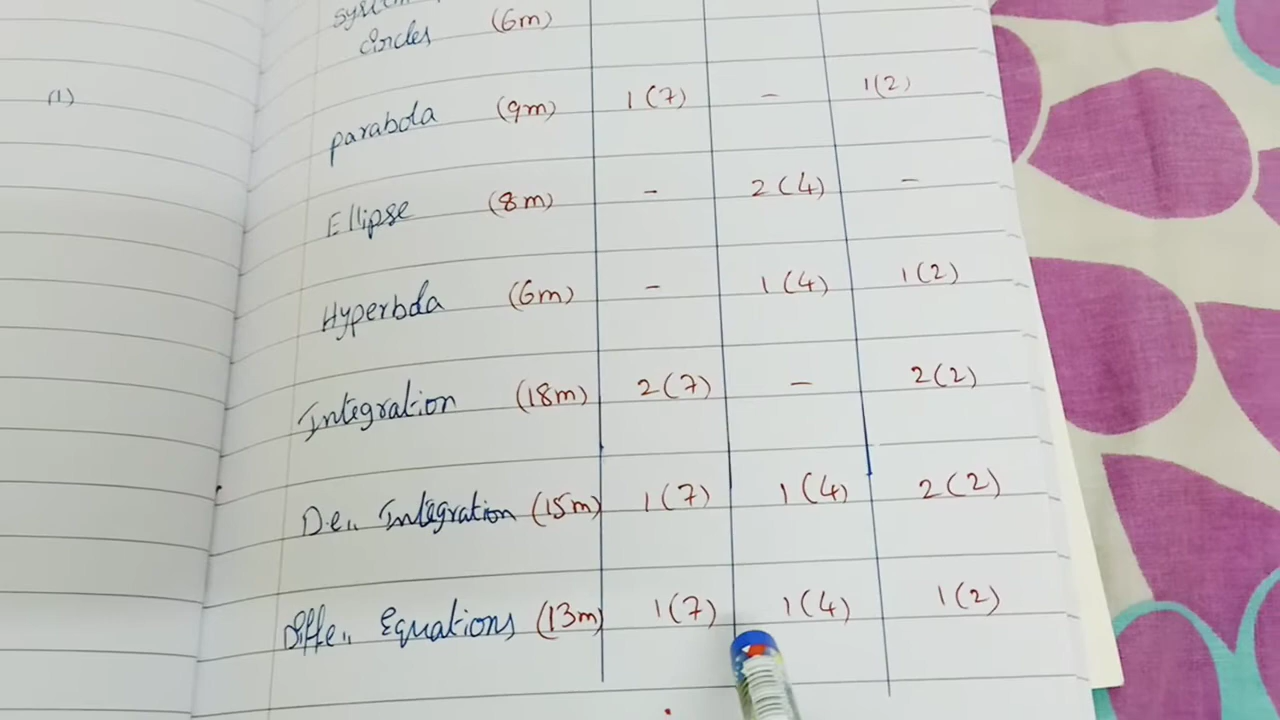 system
circles (6m)
(1)
parabola (9m) 1(7) - 1(2)
Ellipse (8m) - 2(4) -
Hyperbola (6m) - 1(4) 1(2)
Integration (18m) 2(7) - 2(2)
De,, Integration (15m) 1(7) 1(4) 2(2)
Diffe,, Equations (13m) 1(7) 1(4) 1(2)